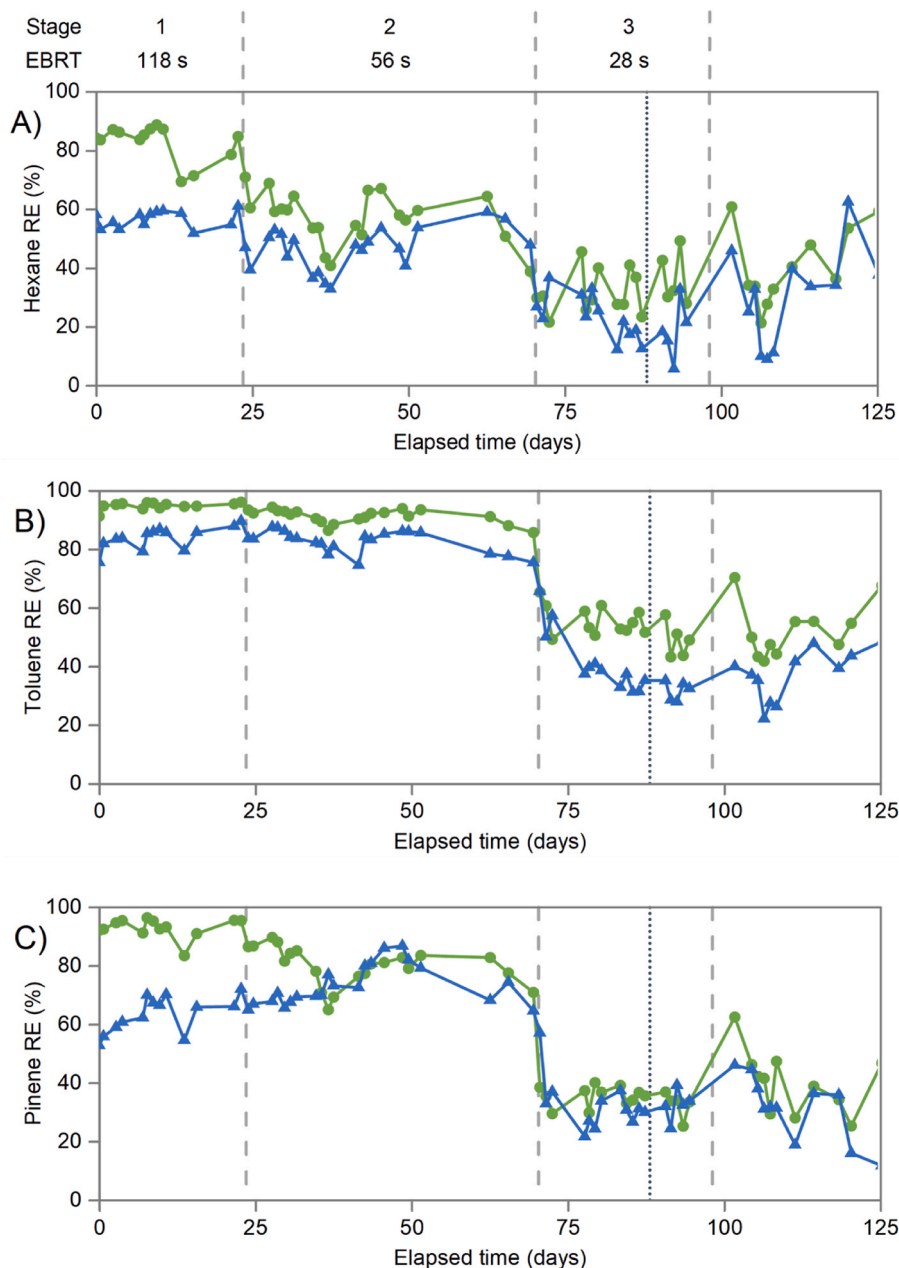 Stage 1 2 3
EBRT 118 s 56 s 28 s
A)
Hexane RE (%)
100
80
60
40
20
0
0 25 50 75 100 125
Elapsed time (days)
B)
Toluene RE (%)
100
80
60
40
20
0
0 25 50 75 100 125
Elapsed time (days)
C)
Pinene RE (%)
100
80
60
40
20
0
0 25 50 75 100 125
Elapsed time (days)